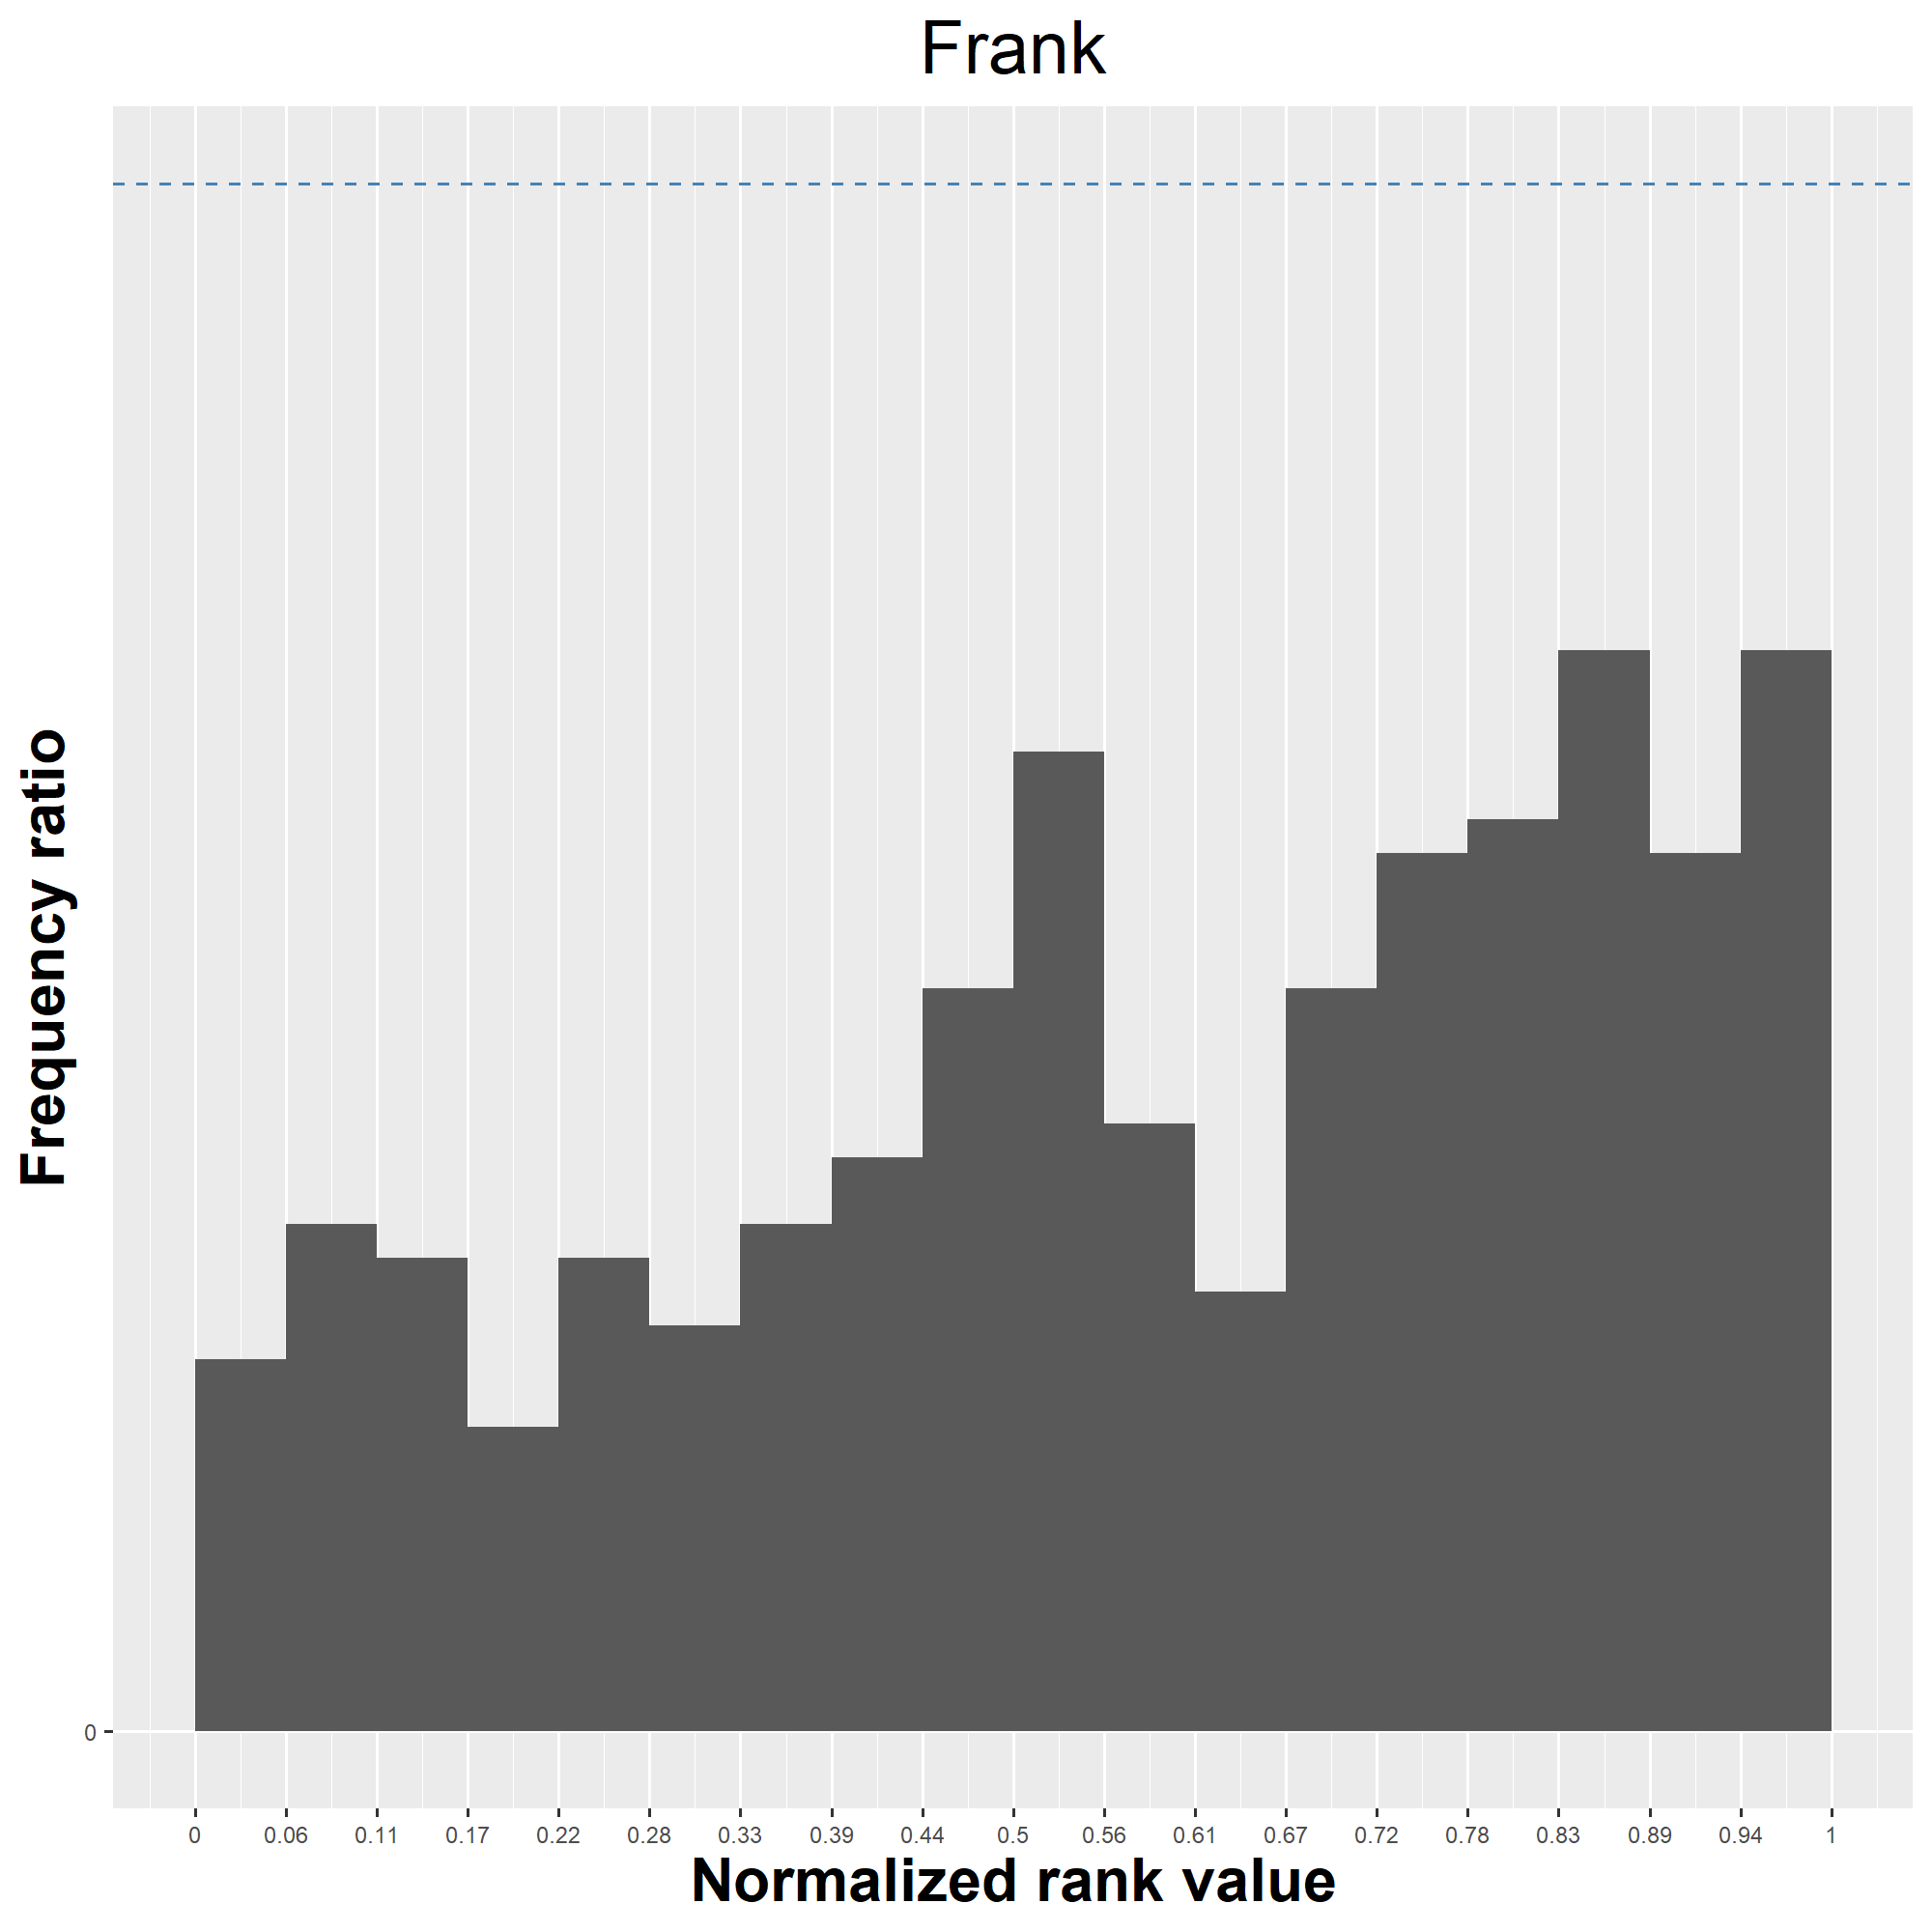 Frank
Frequency ratio
0
0 0.06 0.11 0.17 0.22 0.28 0.33 0.39 0.44 0.5 0.56 0.61 0.67 0.72 0.78 0.83 0.89 0.94 1
Normalized rank value